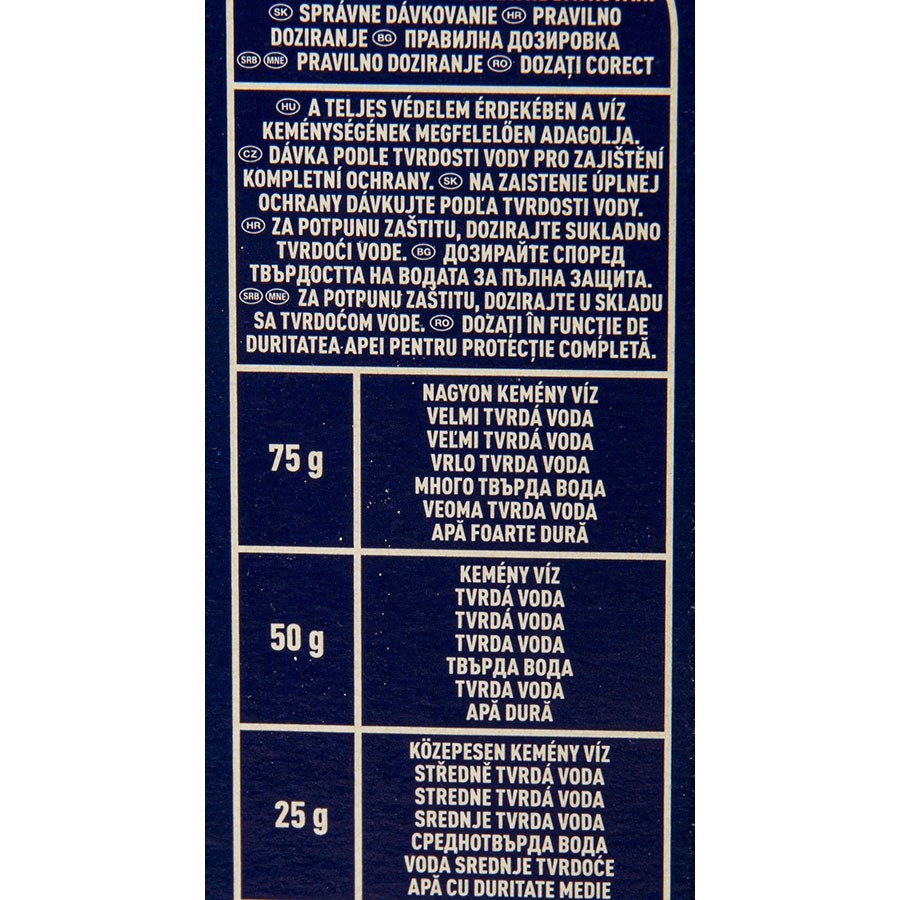 SK SPRÁVNE DÁVKOVANIE HR PRAVILNO
DOZIRANJE BG ПРАВИЛНА ДОЗИРОВКА
SRB MNE PRAVILNO DOZIRANJE RO DOZAȚI CORECT
HU A TELJES VÉDELEM ÉRDEKÉBEN A VÍZ
KEMÉNYSÉGÉNEK MEGFELELŐEN ADAGOLJA.
CZ DÁVKA PODLE TVRDOSTI VODY PRO ZAJIŠTĚNÍ
KOMPLETNÍ OCHRANY. SK NA ZAISTENIE ÚPLNEJ
OCHRANY DÁVKUJTE PODĽA TVRDOSTI VODY.
HR ZA POTPUNU ZAŠTITU, DOZIRAJTE SUKLADNO
TVRDOĆI VODE. BG ДОЗИРАЙТЕ СПОРЕД
ТВЪРДОСТТА НА ВОДАТА ЗА ПЪЛНА ЗАЩИТА.
SRB MNE ZA POTPUNU ZAŠTITU, DOZIRAJTE U SKLADU
SA TVRDOĆOM VODE. RO DOZAȚI ÎN FUNCȚIE DE
DURITATEA APEI PENTRU PROTECȚIE COMPLETĂ.
75 g
NAGYON KEMÉNY VÍZ
VELMI TVRDÁ VODA
VEĽMI TVRDÁ VODA
VRLO TVRDA VODA
МНОГО ТВЪРДА ВОДА
VEOMA TVRDA VODA
APĂ FOARTE DURĂ
50 g
KEMÉNY VÍZ
TVRDÁ VODA
TVRDÁ VODA
TVRDA VODA
ТВЪРДА ВОДА
TVRDA VODA
APĂ DURĂ
25 g
KÖZEPESEN KEMÉNY VÍZ
STŘEDNĚ TVRDÁ VODA
STREDNE TVRDÁ VODA
SREDNJE TVRDA VODA
СРЕДНОТВЪРДА ВОДА
VODA SREDNJE TVRDOĆE
APĂ CU DURITATE MEDIE